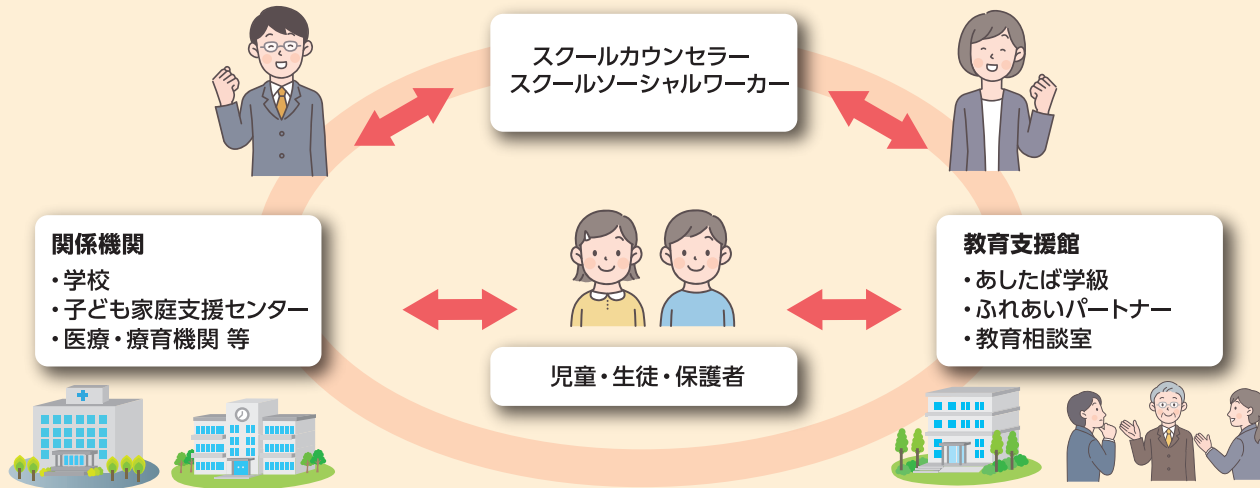 スクールカウンセラー
スクールソーシャルワーカー
関係機関
・学校
・子ども家庭支援センター
・医療・療育機関 等
児童・生徒・保護者
教育支援館
・あしたば学級
・ふれあいパートナー
・教育相談室